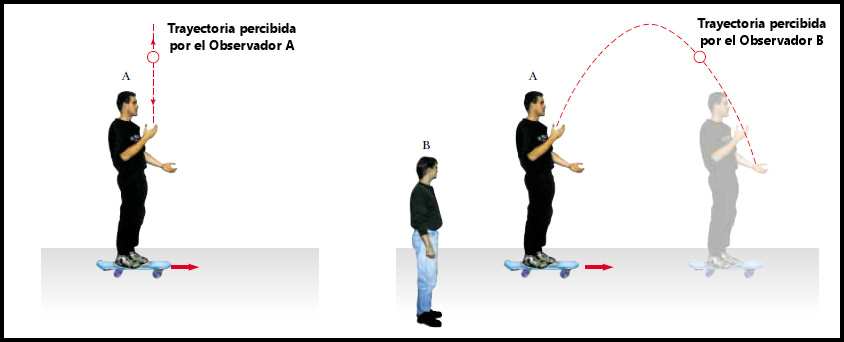 Trayectoria percibida
por el Observador A
A
Trayectoria percibida
por el Observador B
A
B